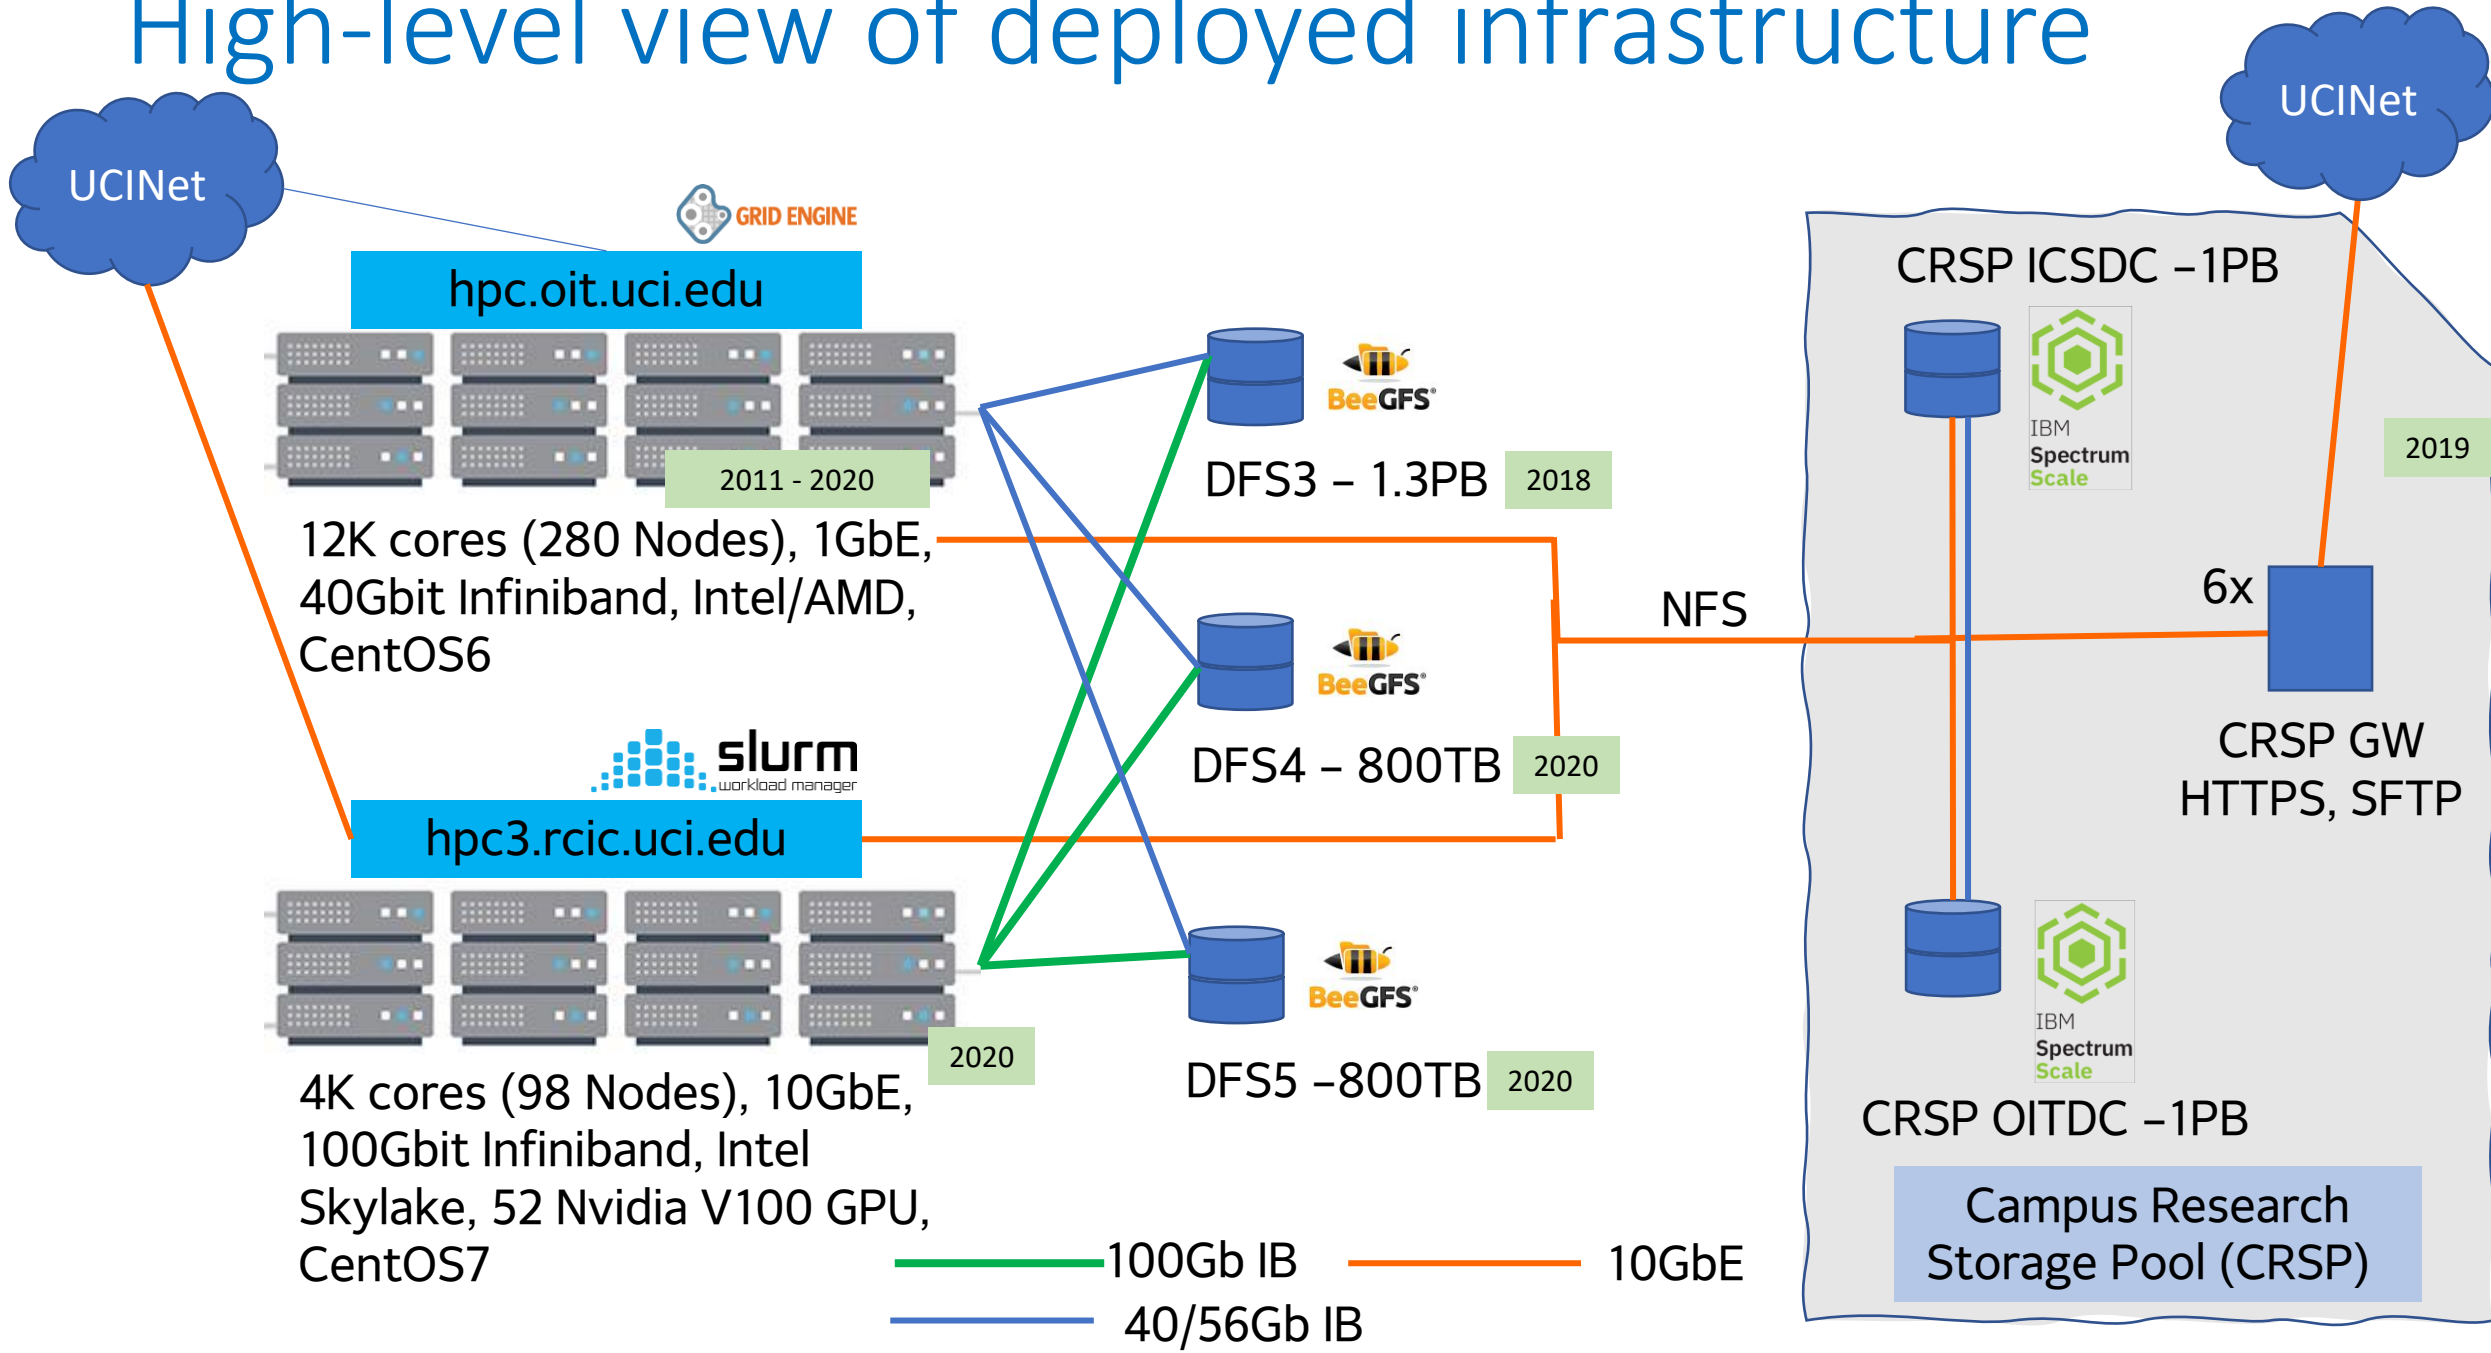 High-level view of deployed infrastructure
UCINet
UCINet
GRID ENGINE
hpc.oit.uci.edu
2011 - 2020
12K cores (280 Nodes), 1GbE,
40Gbit Infiniband, Intel/AMD,
CentOS6
slurm
workload manager
hpc3.rcic.uci.edu
2020
4K cores (98 Nodes), 10GbE,
100Gbit Infiniband, Intel
Skylake, 52 Nvidia V100 GPU,
CentOS7
BeeGFS®
DFS3 – 1.3PB
2018
BeeGFS®
DFS4 – 800TB
2020
BeeGFS®
DFS5 –800TB
2020
NFS
CRSP ICSDC –1PB
IBM
Spectrum
Scale
2019
6x
CRSP GW
HTTPS, SFTP
IBM
Spectrum
Scale
CRSP OITDC –1PB
Campus Research
Storage Pool (CRSP)
100Gb IB
10GbE
40/56Gb IB